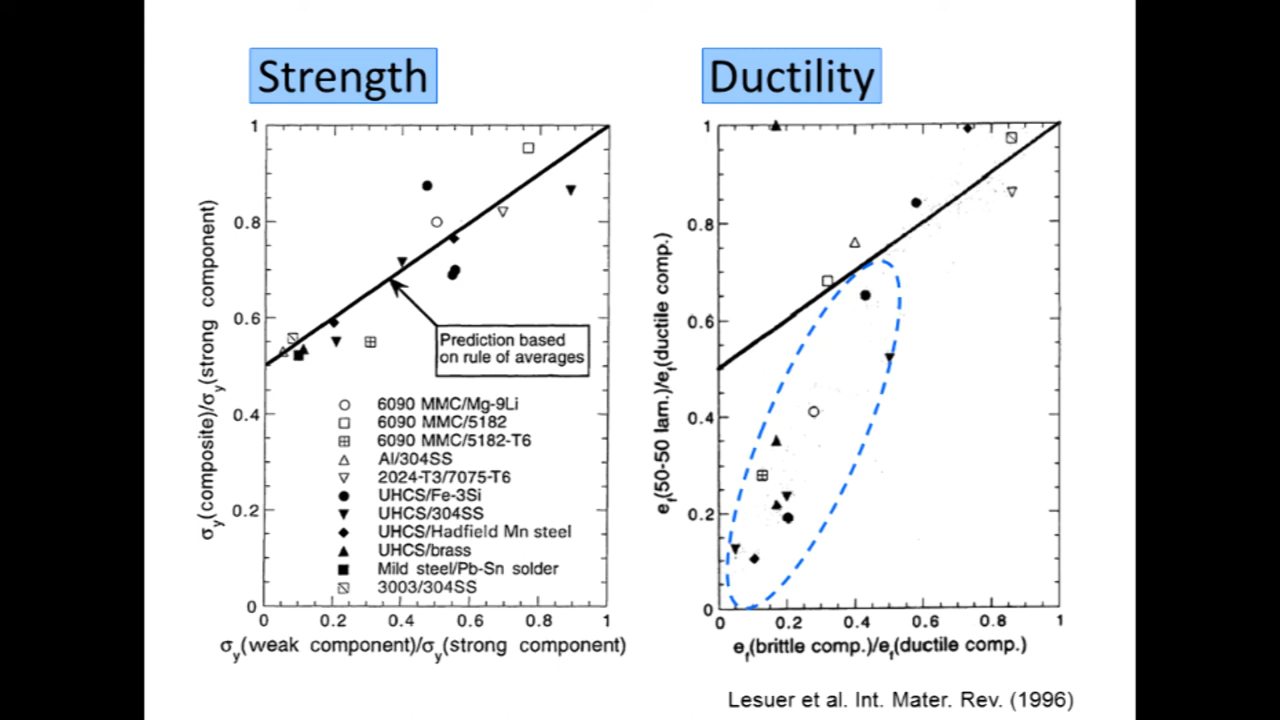 Strength
Ductility
1
0.8
0.6
0.4
0.2
0
0
0.2
0.4
0.6
0.8
1
σy(composite)/σy(strong component)
σy(weak component)/σy(strong component)
Prediction based
on rule of averages
6090 MMC/Mg-9Li
6090 MMC/5182
6090 MMC/5182-T6
Al/304SS
2024-T3/7075-T6
UHCS/Fe-3Si
UHCS/304SS
UHCS/Hadfield Mn steel
UHCS/brass
Mild steel/Pb-Sn solder
3003/304SS
1
0.8
0.6
0.4
0.2
0
0
0.2
0.4
0.6
0.8
1
ef(50-50 lam.)/ef(ductile comp.)
ef(brittle comp.)/ef(ductile comp.)
Lesuer et al. Int. Mater. Rev. (1996)